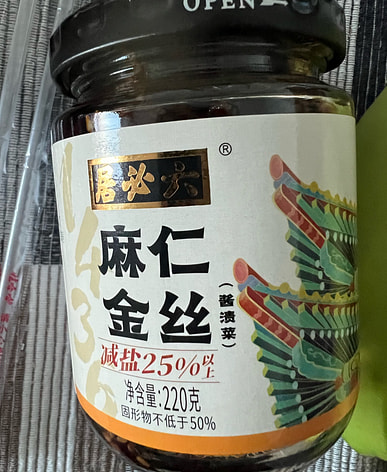 OPEN
居必六
®
麻仁
金丝
（酱渍菜）
减盐25%以上
净含量:220克
固形物不低于50%
1436